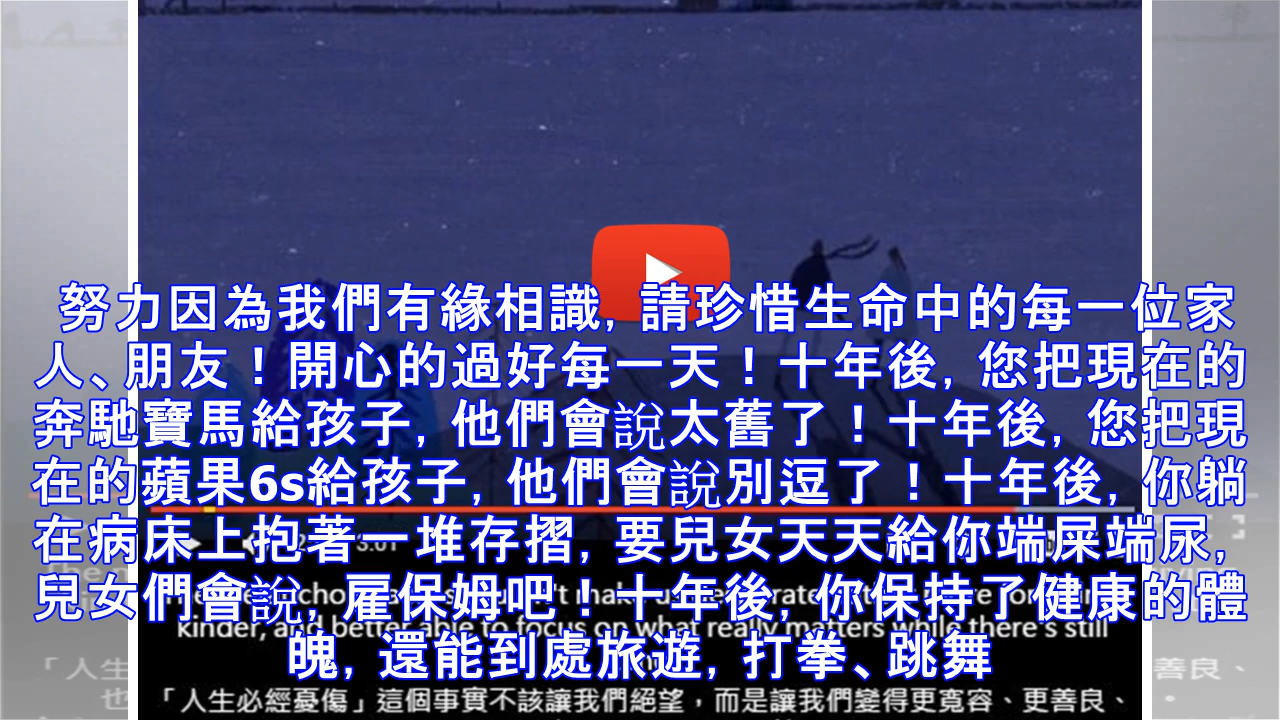 努力因為我們有緣相識, 請珍惜生命中的每一位家
人、朋友！開心的過好每一天！十年後, 您把現在的
奔馳寶馬給孩子, 他們會說太舊了！十年後, 您把現
在的蘋果6s給孩子, 他們會說別逗了！十年後, 你躺
在病床上抱著一堆存摺, 要兒女天天給你端屎端尿,
兒女們會說, 雇保姆吧！十年後, 你保持了健康的體
魄, 還能到處旅遊, 打拳、跳舞
kinder, and better able to focus on what really matters while there's still
「人生必經憂傷」這個事實不該讓我們絕望，而是讓我們變得更寬容、更善良、
「人生
善良、
也